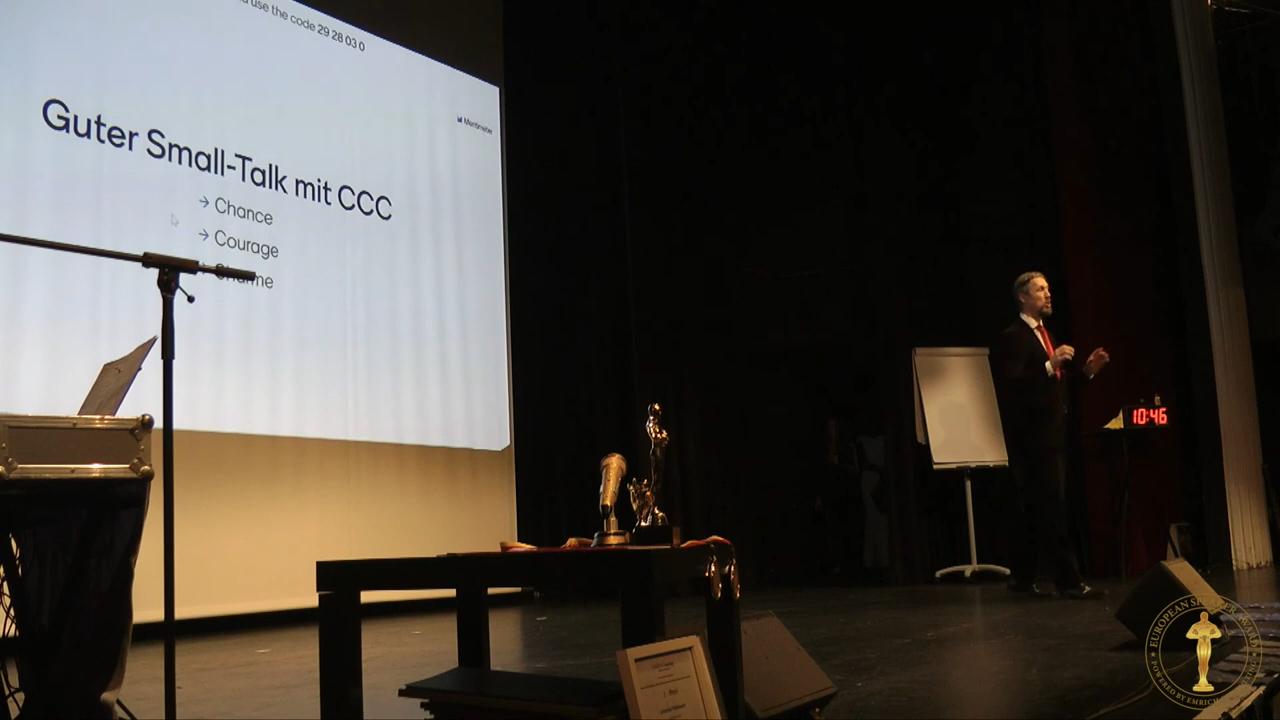 use the code 29 28 03 0
Mentimeter
Guter Small-Talk mit CCC
→ Chance
→ Courage
Charme
10:46
EUROPEAN SPEAKER AWARD
POWERED BY EMRICH